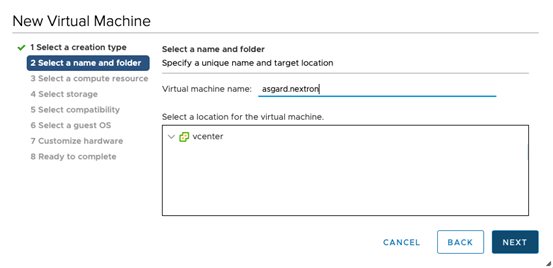 New Virtual Machine
1 Select a creation type
2 Select a name and folder
3 Select a compute resource
4 Select storage
5 Select compatibility
6 Select a guest OS
7 Customize hardware
8 Ready to complete
Select a name and folder
Specify a unique name and target location
Virtual machine name: asgard.nextron
Select a location for the virtual machine.
vcenter
CANCEL BACK NEXT